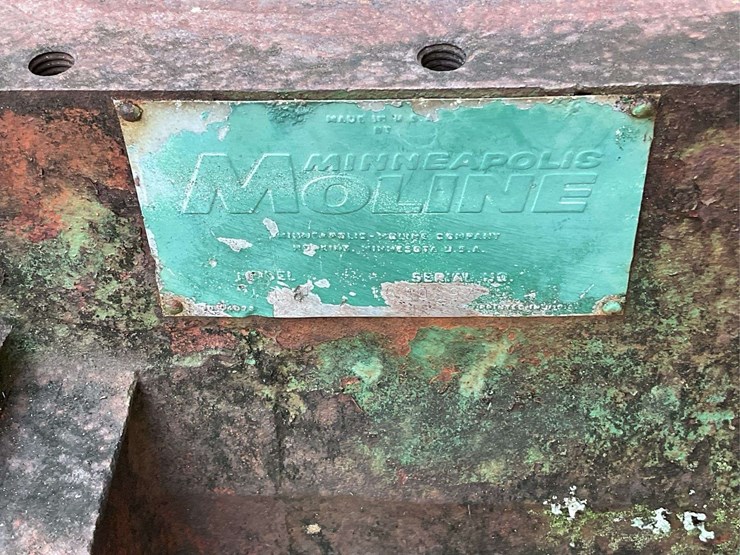 MADE IN U.S.A.
BY
MINNEAPOLIS
MOLINE
MINNEAPOLIS-MOLINE COMPANY
HOPKINS, MINNESOTA, U.S.A.
MODEL SERIAL NO